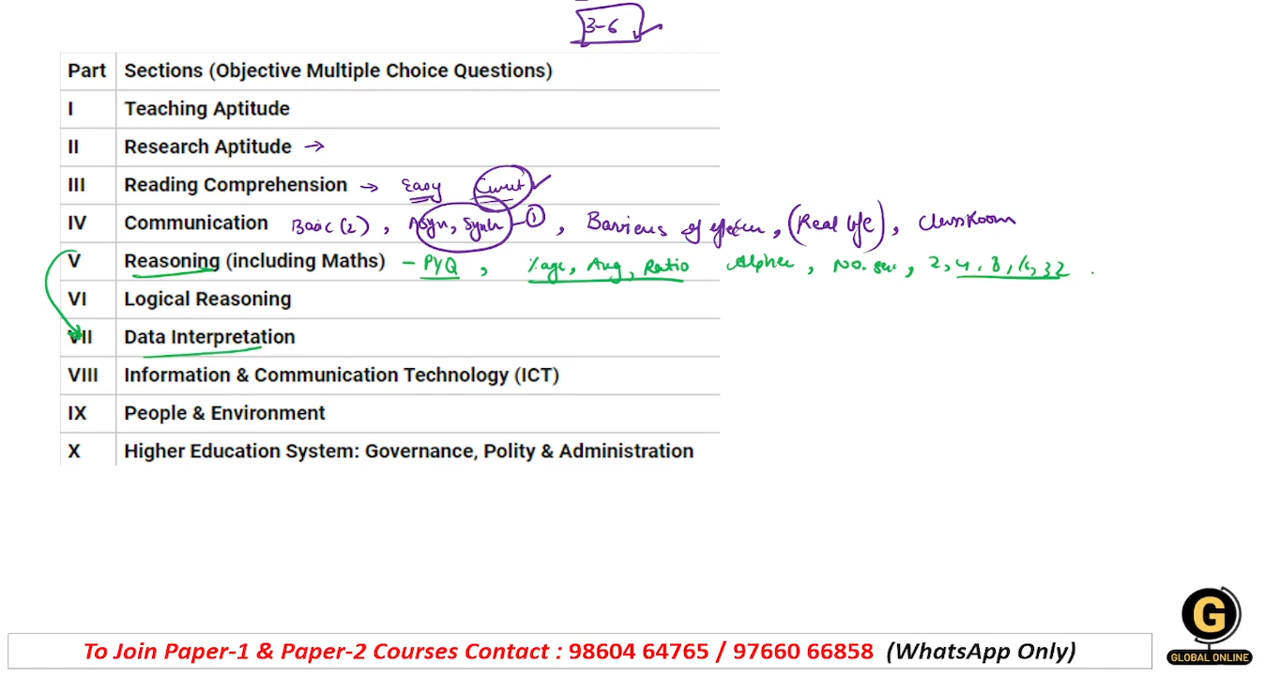 3-6
Part Sections (Objective Multiple Choice Questions)
I Teaching Aptitude
II Research Aptitude →
III Reading Comprehension → Easy
IV Communication Basic (2), Asyn, Synch - ①, Barriers of , (Real life), Classroom
V Reasoning (including Maths) - PYQ, %age, Avg, Ratio Alphe, No. ser, 2, 4, 8, 16, 32
VI Logical Reasoning
VII Data Interpretation
VIII Information & Communication Technology (ICT)
IX People & Environment
X Higher Education System: Governance, Polity & Administration
To Join Paper-1 & Paper-2 Courses Contact : 98604 64765 / 97660 66858 (WhatsApp Only)
G
GLOBAL ONLINE